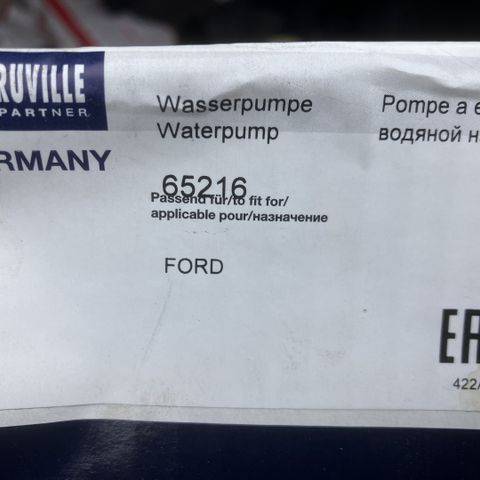 RUVILLE
PARTNER
RMANY
Wasserpumpe
Waterpump
65216
Passend für/to fit for/
applicable pour/назначение
FORD
Pompe a e
водяной н
EA
422/